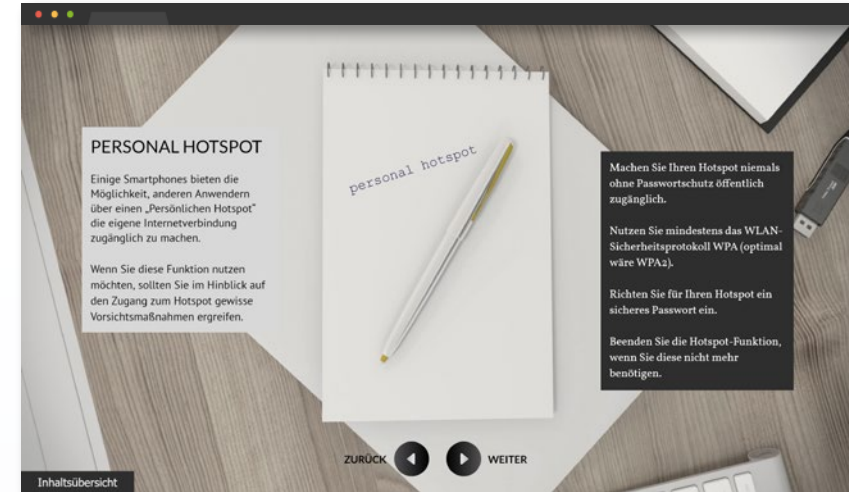 PERSONAL HOTSPOT
Einige Smartphones bieten die
Möglichkeit, anderen Anwendern
über einen „Persönlichen Hotspot“
die eigene Internetverbindung
zugänglich zu machen.
Wenn Sie diese Funktion nutzen
möchten, sollten Sie im Hinblick auf
den Zugang zum Hotspot gewisse
Vorsichtsmaßnahmen ergreifen.
personal hotspot
Machen Sie Ihren Hotspot niemals
ohne Passwortschutz öffentlich
zugänglich.
Nutzen Sie mindestens das WLAN-
Sicherheitsprotokoll WPA (optimal
wäre WPA2).
Richten Sie für Ihren Hotspot ein
sicheres Passwort ein.
Beenden Sie die Hotspot-Funktion,
wenn Sie diese nicht mehr
benötigen.
ZURÜCK WEITER
Inhaltsübersicht